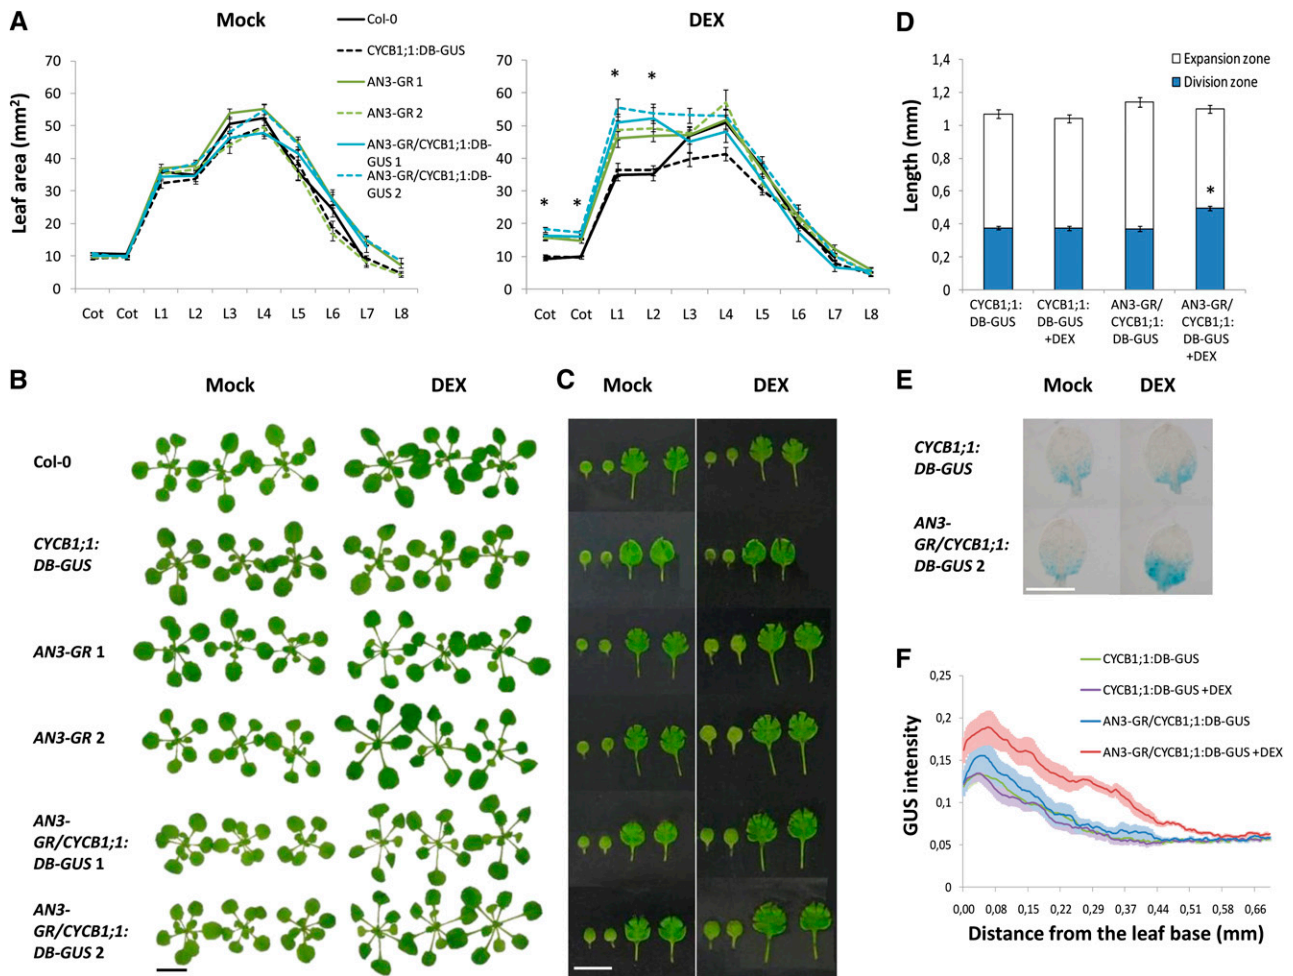 A
Mock
DEX
Col-0
CYCB1;1:DB-GUS
AN3-GR 1
AN3-GR 2
AN3-GR/CYCB1;1:DB-
GUS 1
AN3-GR/CYCB1;1:DB-
GUS 2
Leaf area (mm²)
70
60
50
40
30
20
10
0
Cot Cot L1 L2 L3 L4 L5 L6 L7 L8
70
60
50
40
30
20
10
0
* * * *
Cot Cot L1 L2 L3 L4 L5 L6 L7 L8
D
Expansion zone
Division zone
Length (mm)
1,4
1,2
1
0,8
0,6
0,4
0,2
0
*
CYCB1;1:
DB-GUS
CYCB1;1:
DB-GUS
+DEX
AN3-GR/
CYCB1;1:
DB-GUS
AN3-GR/
CYCB1;1:
DB-GUS
+DEX
B
Mock
DEX
Col-0
CYCB1;1:
DB-GUS
AN3-GR 1
AN3-GR 2
AN3-
GR/CYCB1;1:
DB-GUS 1
AN3-
GR/CYCB1;1:
DB-GUS 2
C
Mock
DEX
E
Mock
DEX
CYCB1;1:
DB-GUS
AN3-
GR/CYCB1;1:
DB-GUS 2
F
CYCB1;1:DB-GUS
CYCB1;1:DB-GUS +DEX
AN3-GR/CYCB1;1:DB-GUS
AN3-GR/CYCB1;1:DB-GUS +DEX
GUS intensity
0,25
0,2
0,15
0,1
0,05
0
0,00 0,08 0,15 0,22 0,29 0,37 0,44 0,51 0,59 0,66
Distance from the leaf base (mm)